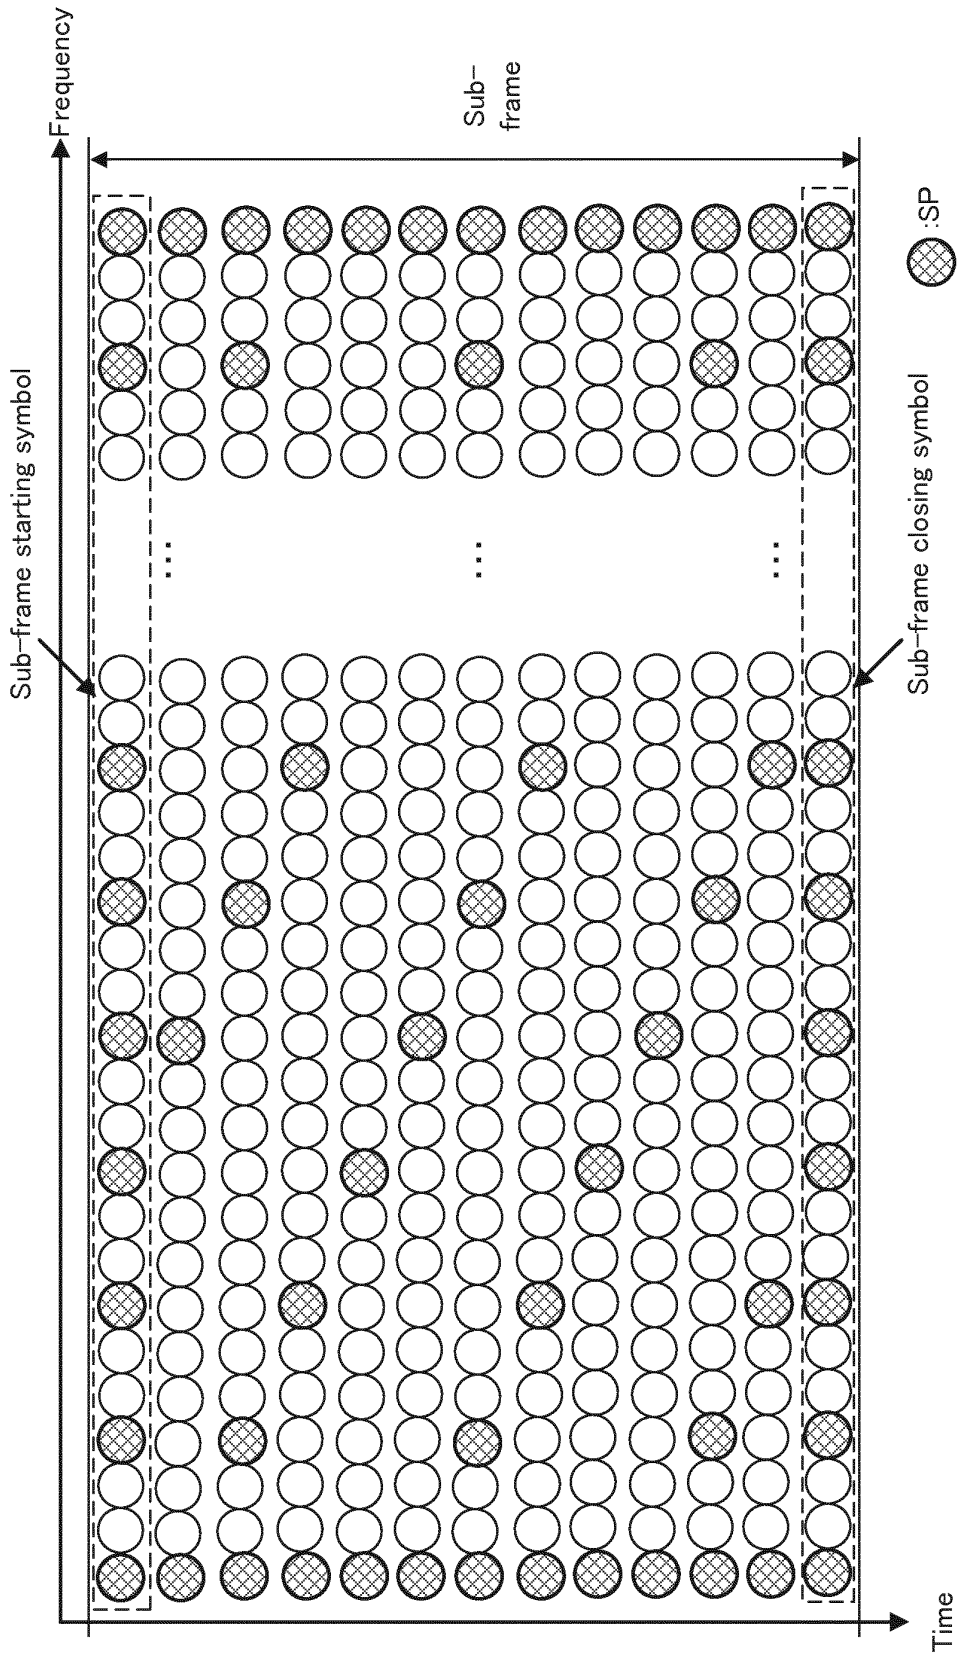 Frequency
Sub-frame starting symbol
Sub-
frame
...
...
...
:SP
Sub-frame closing symbol
Time